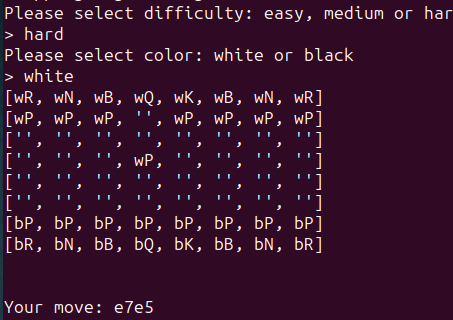 Please select difficulty: easy, medium or har
> hard
Please select color: white or black
> white
[wR, wN, wB, wQ, wK, wB, wN, wR]
[wP, wP, wP, '', wP, wP, wP, wP]
['', '', '', '', '', '', '', '']
['', '', '', wP, '', '', '', '']
['', '', '', '', '', '', '', '']
['', '', '', '', '', '', '', '']
[bP, bP, bP, bP, bP, bP, bP, bP]
[bR, bN, bB, bQ, bK, bB, bN, bR]
Your move: e7e5